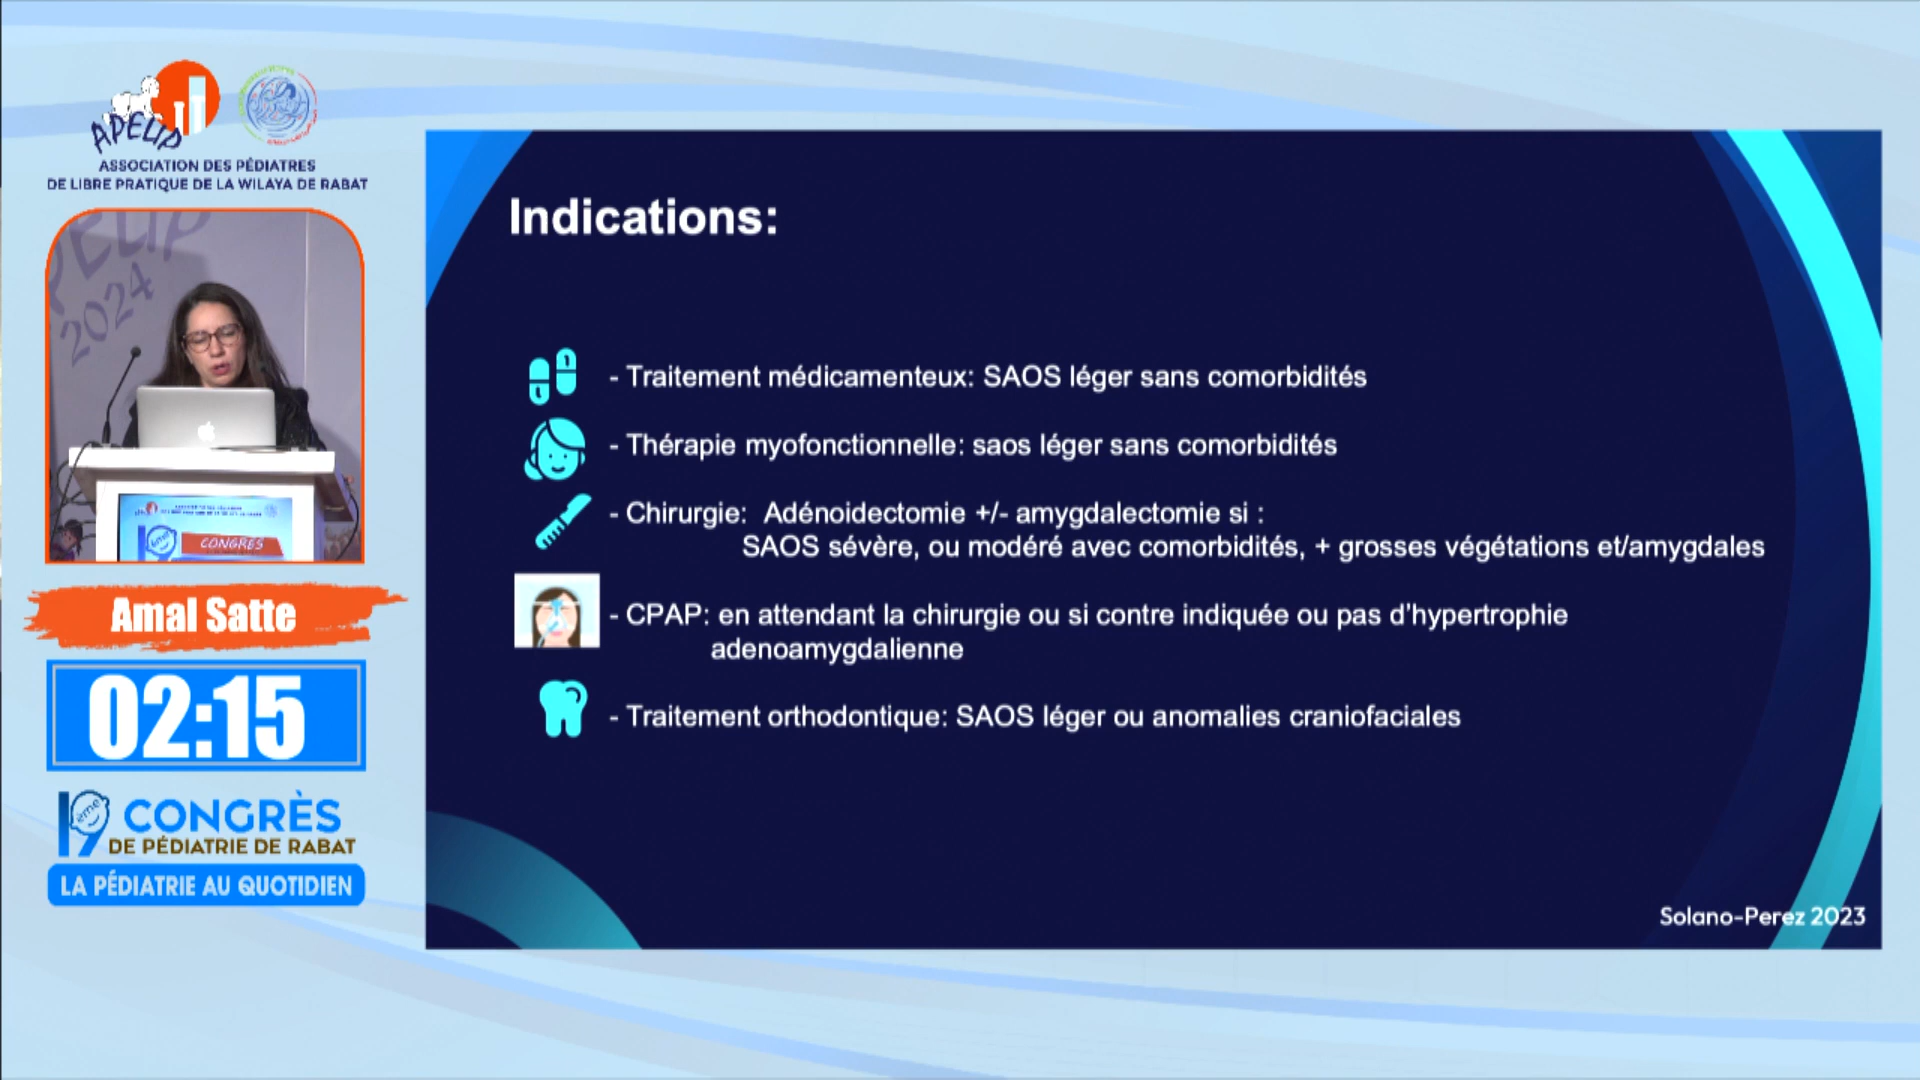 APELIP
ASSOCIATION DES PÉDIATRES
DE LIBRE PRATIQUE DE LA WILAYA DE RABAT
2024
CONGRÈS
Amal Satte
02:15
19ème CONGRÈS
DE PÉDIATRIE DE RABAT
LA PÉDIATRIE AU QUOTIDIEN
Indications:
- Traitement médicamenteux: SAOS léger sans comorbidités
- Thérapie myofonctionnelle: saos léger sans comorbidités
- Chirurgie: Adénoidectomie +/- amygdalectomie si :
SAOS sévère, ou modéré avec comorbidités, + grosses végétations et/amygdales
- CPAP: en attendant la chirurgie ou si contre indiquée ou pas d'hypertrophie
adenoamygdalienne
- Traitement orthodontique: SAOS léger ou anomalies craniofaciales
Solano-Perez 2023